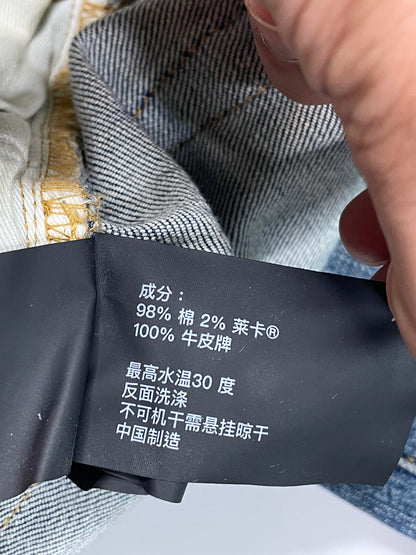 成分：
98% 棉 2% 莱卡®
100% 牛皮牌
最高水温30 度
反面洗涤
不可机干需悬挂晾干
中国制造